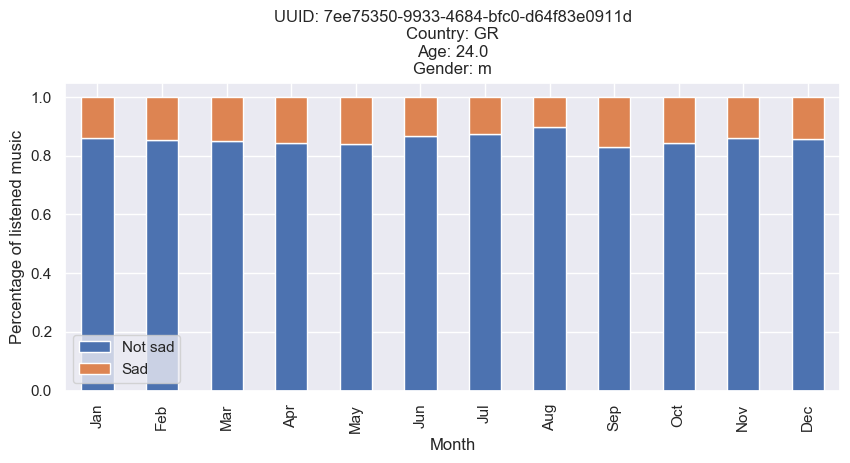 UUID: 7ee75350-9933-4684-bfc0-d64f83e0911d
Country: GR
Age: 24.0
Gender: m
Percentage of listened music
1.0
0.8
0.6
0.4
0.2
0.0
Not sad
Sad
Jan
Feb
Mar
Apr
May
Jun
Jul
Aug
Sep
Oct
Nov
Dec
Month